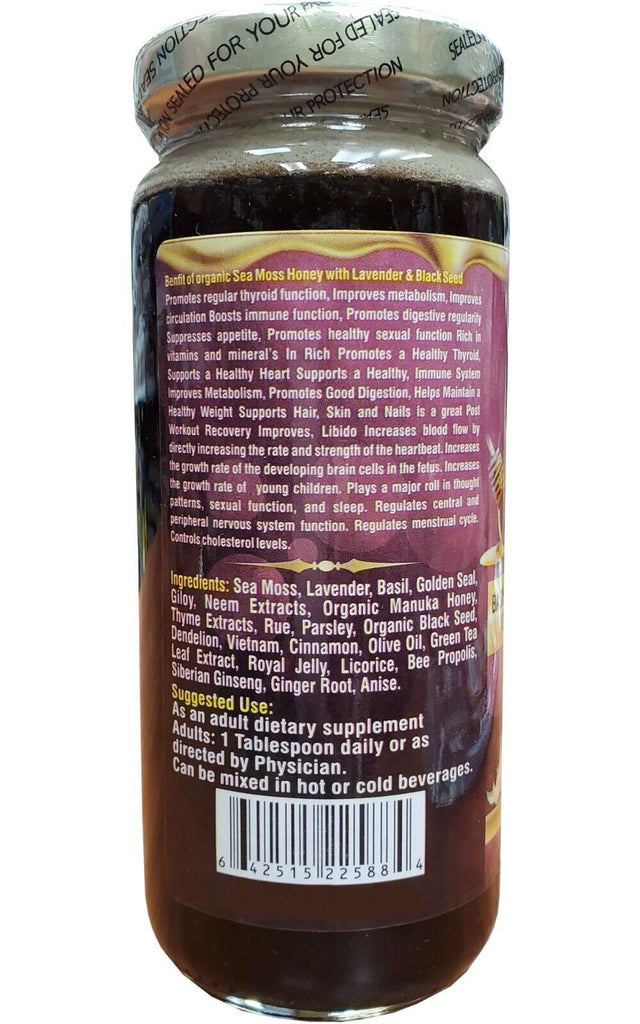 SEALED FOR YOUR
SEALED FOR YOUR PROTECTION
Benfit of organic Sea Moss Honey with Lavender & Black Seed
Promotes regular thyroid function, Improves metabolism, Improves
circulation Boosts immune function, Promotes digestive regularity
Suppresses appetite, Promotes healthy sexual function Rich in
vitamins and mineral's In Rich Promotes a Healthy Thyroid,
Supports a Healthy Heart Supports a Healthy, Immune System
Improves Metabolism, Promotes Good Digestion, Helps Maintain a
Healthy Weight Supports Hair, Skin and Nails is a great Post
Workout Recovery Improves, Libido Increases blood flow by
directly increasing the rate and strength of the heartbeat. Increases
the growth rate of the developing brain cells in the fetus. Increases
the growth rate of young children. Plays a major roll in thought
patterns, sexual function, and sleep. Regulates central and
peripheral nervous system function. Regulates menstrual cycle.
Controls cholesterol levels.
Ingredients: Sea Moss, Lavender, Basil, Golden Seal,
Giloy, Neem Extracts, Organic Manuka Honey,
Thyme Extracts, Rue, Parsley, Organic Black Seed,
Dendelion, Vietnam, Cinnamon, Olive Oil, Green Tea
Leaf Extract, Royal Jelly, Licorice, Bee Propolis,
Siberian Ginseng, Ginger Root, Anise.
Suggested Use:
As an adult dietary supplement
Adults: 1 Tablespoon daily or as
directed by Physician.
Can be mixed in hot or cold beverages.
6 42515 22588 4